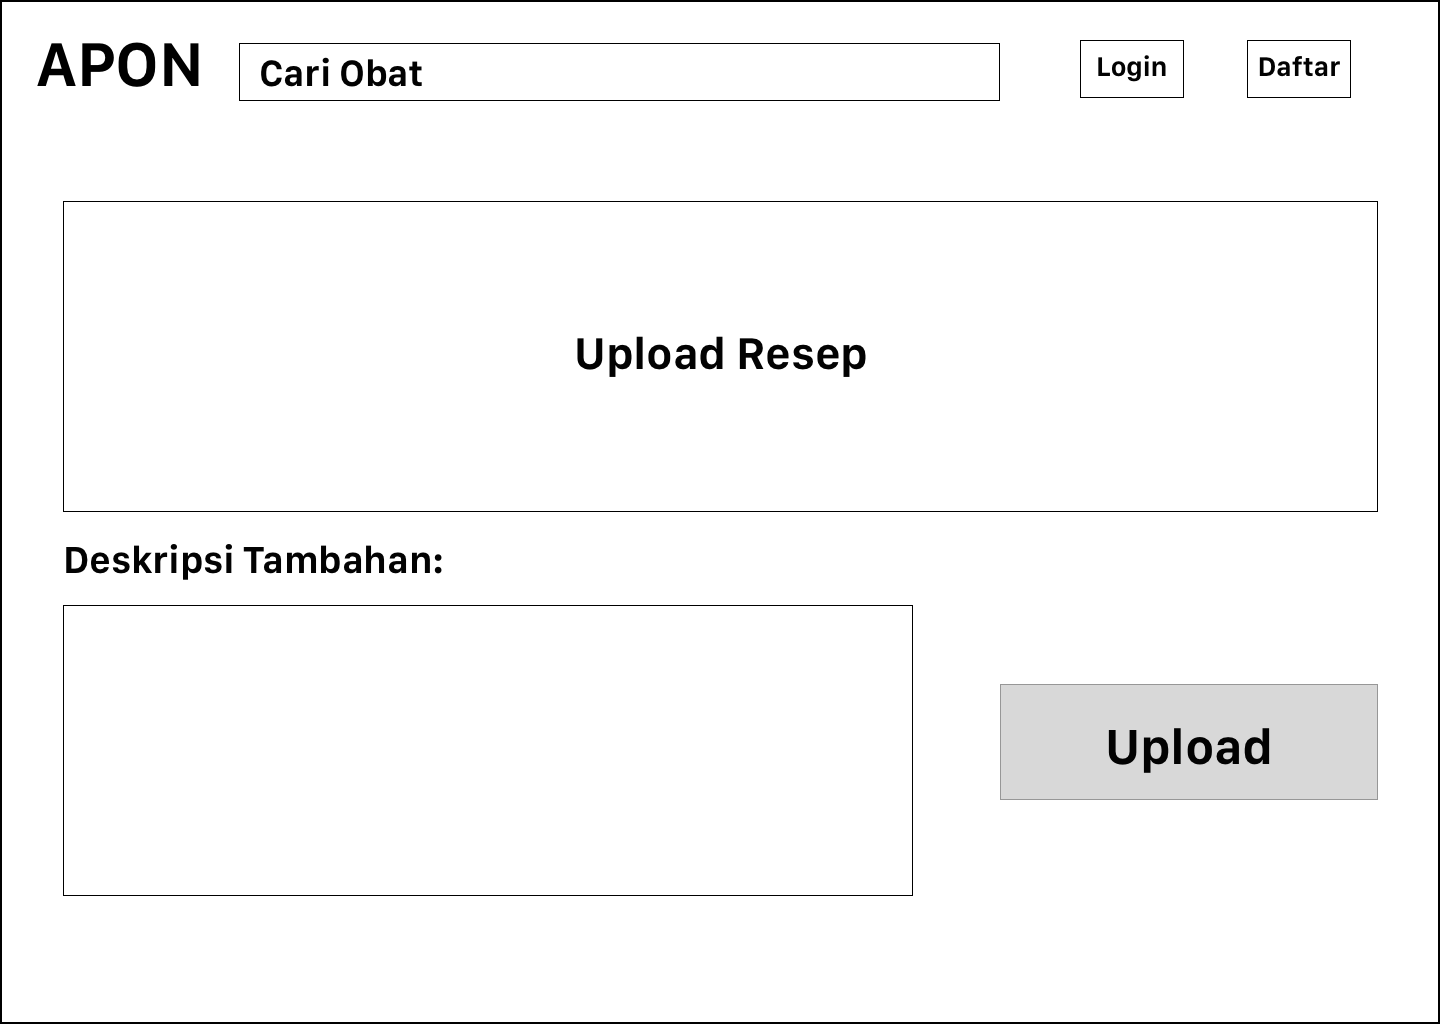 APON
Cari Obat
Login
Daftar
Upload Resep
Deskripsi Tambahan:
Upload